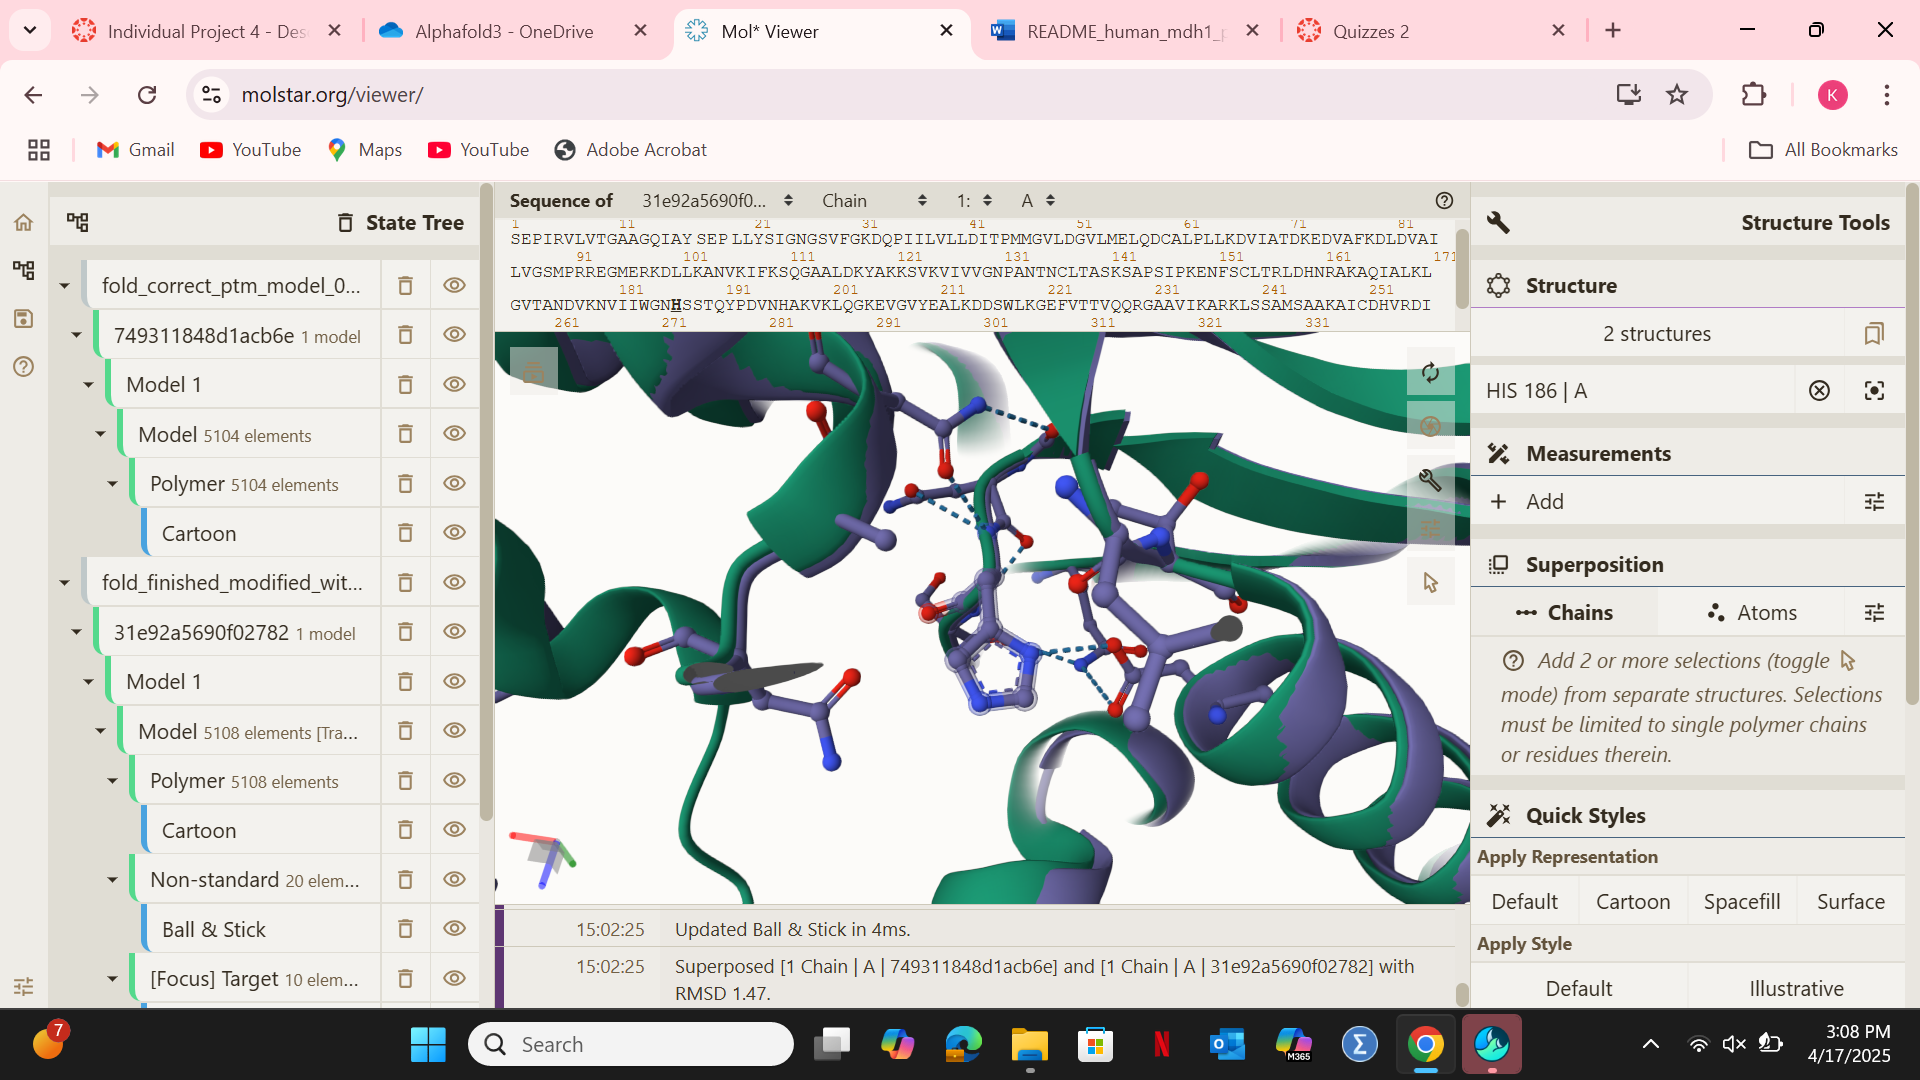 Individual Project 4 - Des
Alphafold3 - OneDrive
Mol* Viewer
README_human_mdh1_p
Quizzes 2
molstar.org/viewer/
K
Gmail
YouTube
Maps
YouTube
Adobe Acrobat
All Bookmarks
State Tree
fold_correct_ptm_model_0...
749311848d1acb6e 1 model
Model 1
Model 5104 elements
Polymer 5104 elements
Cartoon
fold_finished_modified_wit...
31e92a5690f02782 1 model
Model 1
Model 5108 elements [Tra...
Polymer 5108 elements
Cartoon
Non-standard 20 elem...
Ball & Stick
[Focus] Target 10 elem...
Sequence of 31e92a5690f0... Chain 1: A
1 11 21 31 41 51 61 71 81
SEPIRVLVTGAAGQIAY SEP LLYSIGNGSVFGKDQPIILVLLDITPMMGVLDGVLMELQDCALPLLKDVIATDKEDVAFKDLDVAI
91 101 111 121 131 141 151 161 171
LVGSMPRREGMERKDLLKANVKIFKSQGAALDKYAKKSVKVIVVGNPANTNCLTASKSAPSIPKENFSCLTRLDHNRAKAQIALKL
181 191 201 211 221 231 241 251
GVTANDVKNVIIWGNHSSTQYPDVNHAKVKLQGKEVGVYEALKDDSWLKGEFVTTVQQRGAAVIKARKLSSAMSAAKAICDHVRDI
261 271 281 291 301 311 321 331
15:02:25 Updated Ball & Stick in 4ms.
15:02:25 Superposed [1 Chain | A | 749311848d1acb6e] and [1 Chain | A | 31e92a5690f02782] with
RMSD 1.47.
Structure Tools
Structure
2 structures
HIS 186 | A
Measurements
+ Add
Superposition
Chains
Atoms
Add 2 or more selections (toggle
mode) from separate structures. Selections
must be limited to single polymer chains
or residues therein.
Quick Styles
Apply Representation
Default Cartoon Spacefill Surface
Apply Style
Default Illustrative
7
Search
M365
3:08 PM
4/17/2025